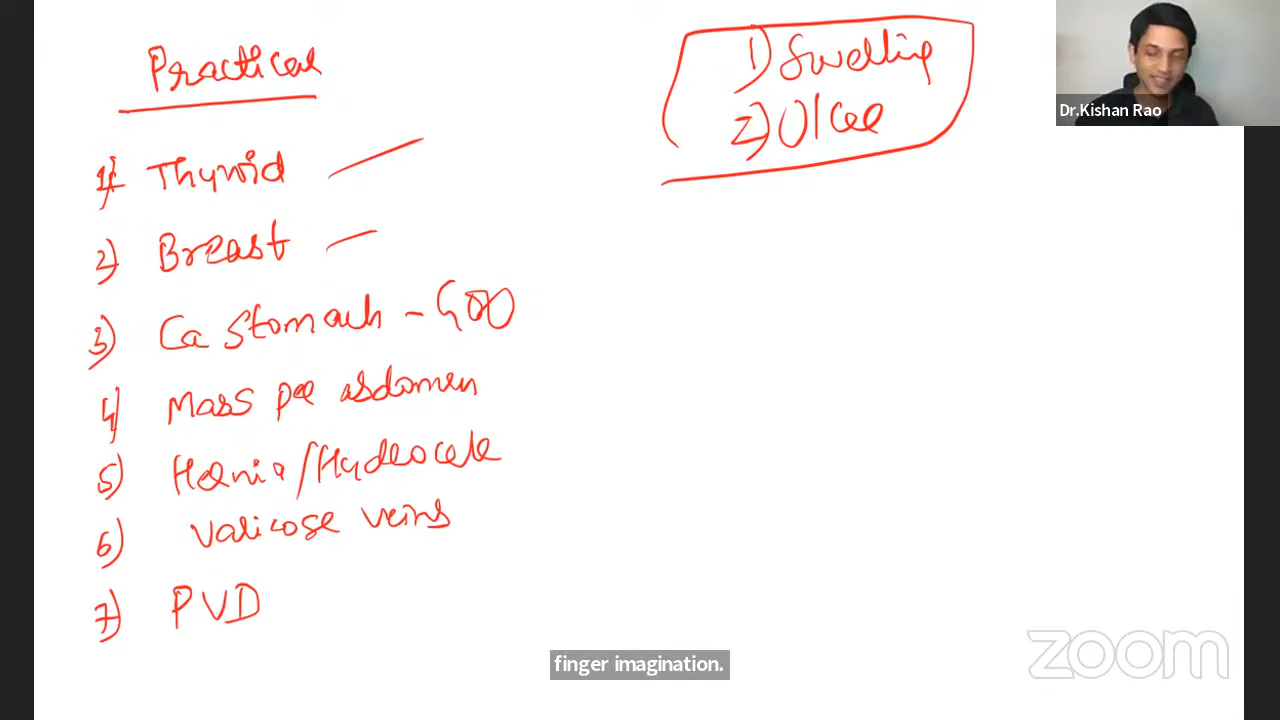 Practical
1) Thyroid
2) Breast
3) Ca Stomach - GOO
4) Mass per abdomen
5) Hernia/Hydrocele
6) Varicose veins
7) PVD
1) Swelling
2) Ulcer
Dr.Kishan Rao
finger imagination.
zoom